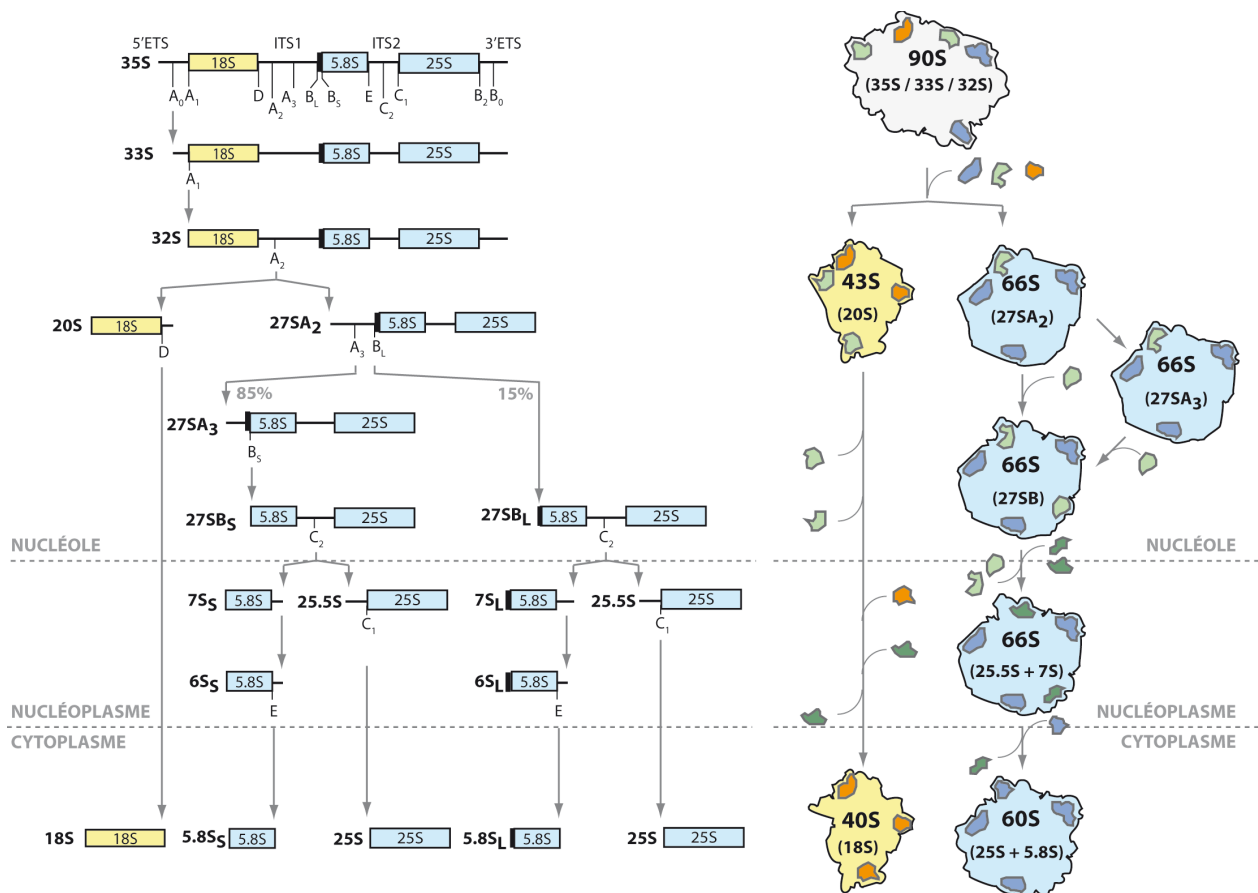 5'ETS ITS1 ITS2 3'ETS
35S 18S 5.8S 25S
A0 A1 D A2 A3 BL BS E C2 C1 B2 B0
33S 18S 5.8S 25S
A1
32S 18S 5.8S 25S
A2
20S 18S 27SA2 5.8S 25S
D A3 BL
85% 15%
27SA3 5.8S 25S
BS
27SBS 5.8S 25S 27SBL 5.8S 25S
C2 C2
NUCLÉOLE
7SS 5.8S 25.5S 25S 7SL 5.8S 25.5S 25S
C1 C1
6SS 5.8S 6SL 5.8S
E E
NUCLÉOPLASME
CYTOPLASME
18S 18S 5.8SS 5.8S 25S 25S 5.8SL 5.8S 25S 25S
90S
(35S / 33S / 32S)
43S
(20S)
66S
(27SA2)
66S
(27SA3)
66S
(27SB)
NUCLÉOLE
66S
(25.5S + 7S)
NUCLÉOPLASME
CYTOPLASME
40S
(18S)
60S
(25S + 5.8S)